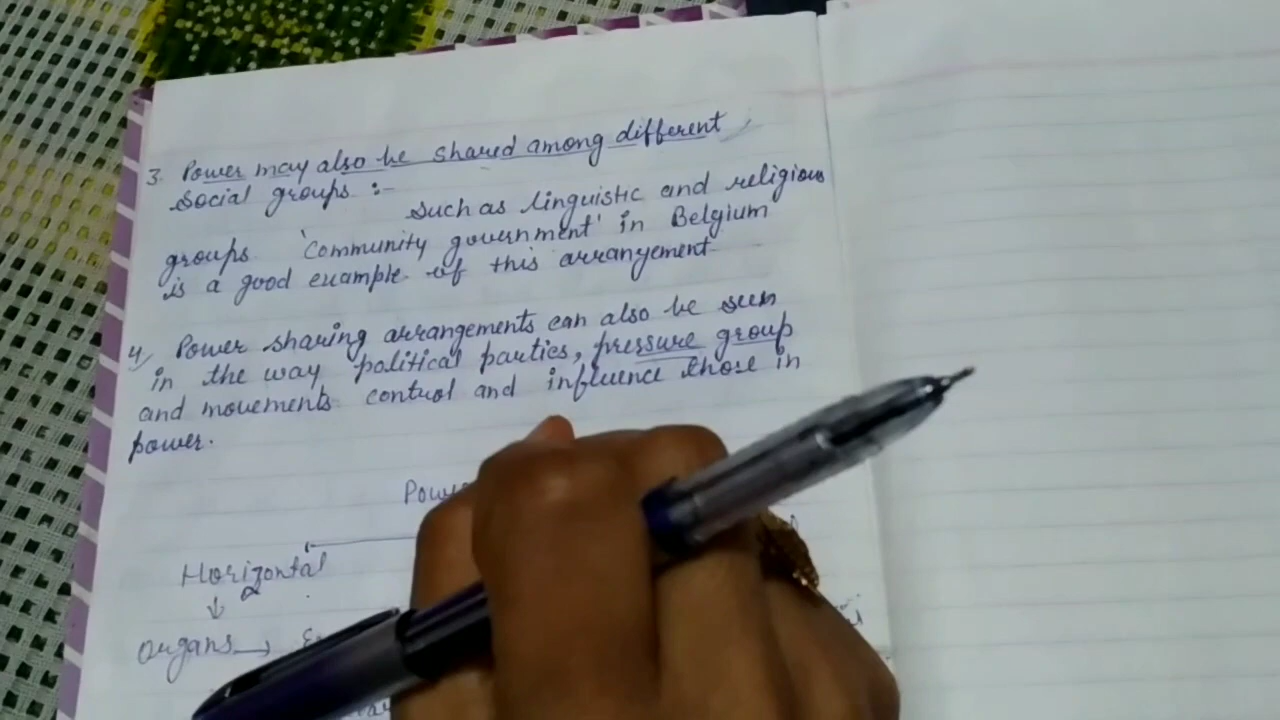 3. Power may also be shared among different
social groups :-
such as linguistic and religious
groups. 'Community government' in Belgium
is a good example of this arrangement
4, Power sharing arrangements can also be seen
in the way political parties, pressure group
and movements control and influence those in
power.
Horizontal
Organs →